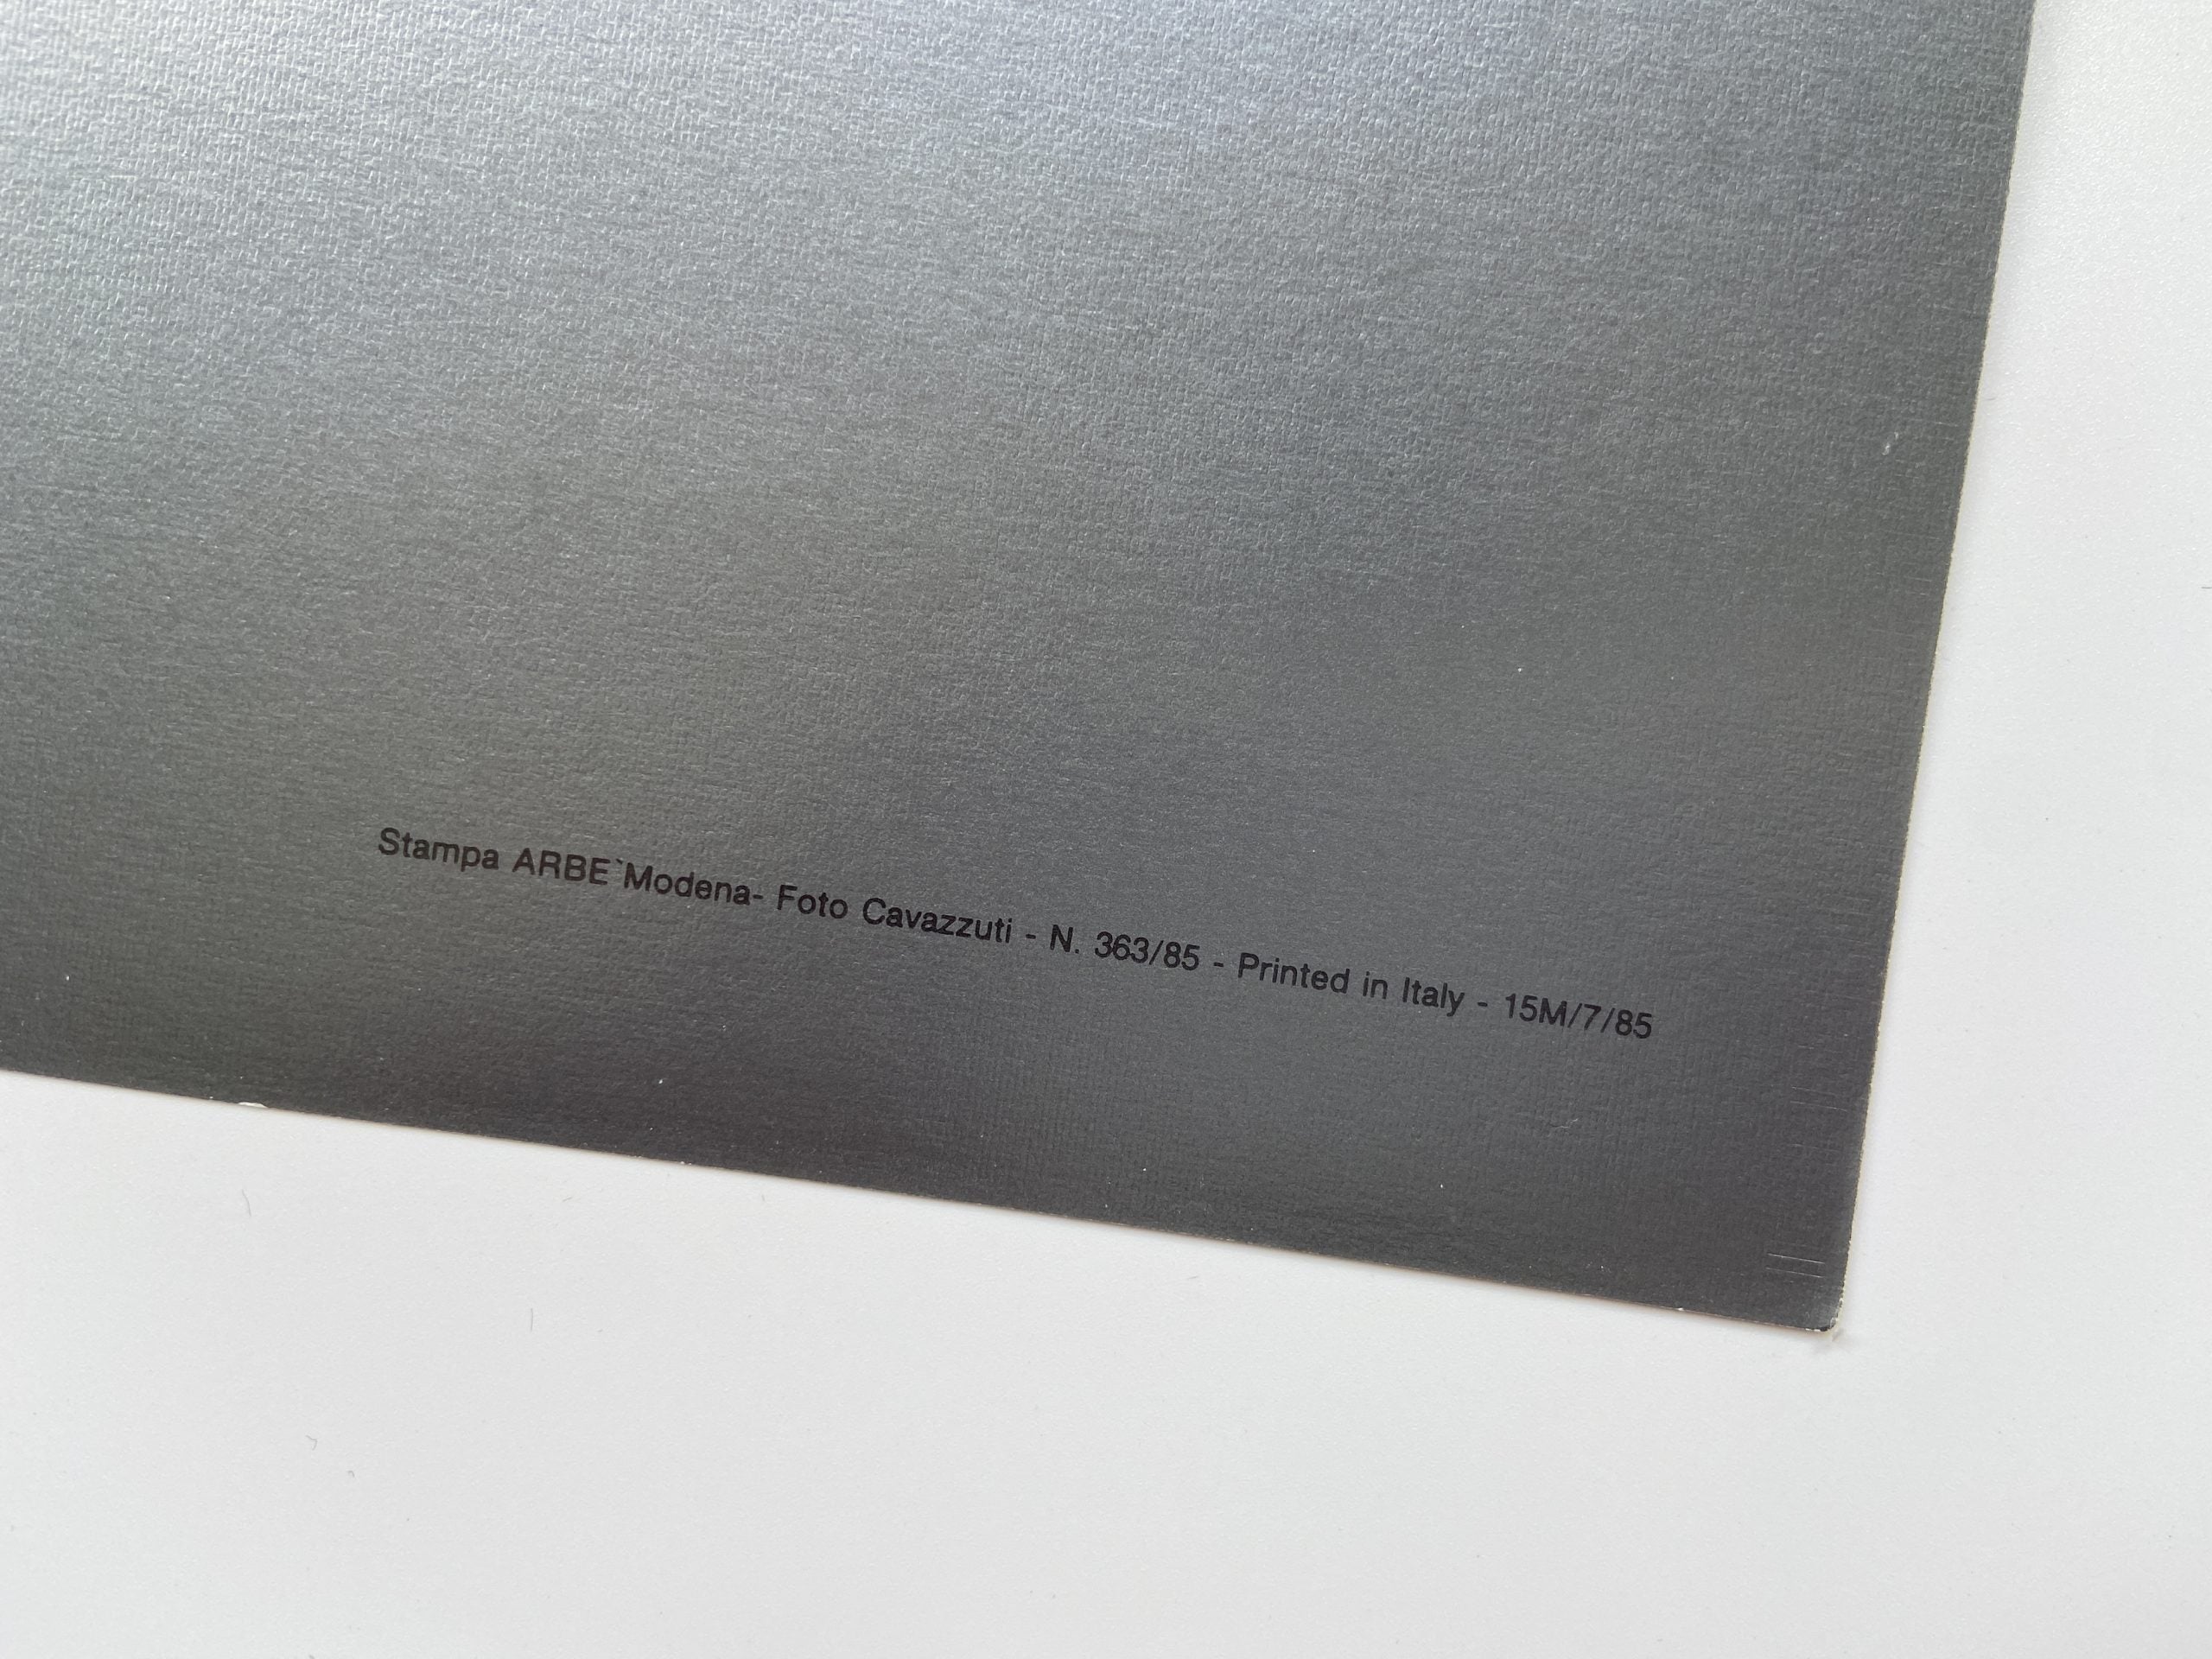 Stampa ARBE`Modena- Foto Cavazzuti - N. 363/85 - Printed in Italy - 15M/7/85